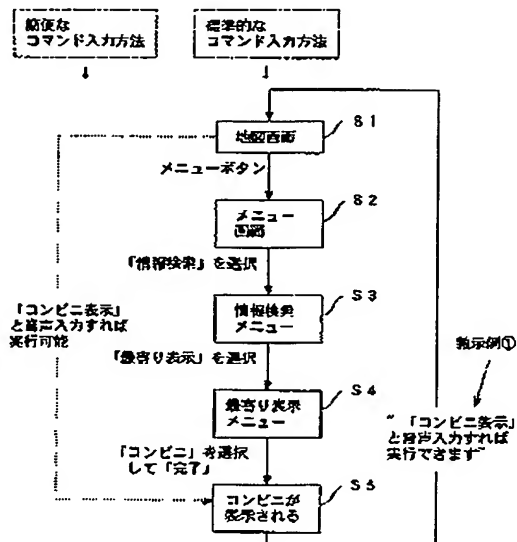 簡便な
コマンド入力方法
標準的な
コマンド入力方法
地図画面
S1
メニューボタン
メニュー
画面
S2
「情報検索」を選択
情報検索
メニュー
S3
「コンビニ表示」
と音声入力すれば
実行可能
「最寄り表示」を選択
最寄り表示
メニュー
S4
教示例①
" 「コンビニ表示」
と音声入力すれば
実行できます"
「コンビニ」を選択
して「完了」
コンビニが
表示される
S5